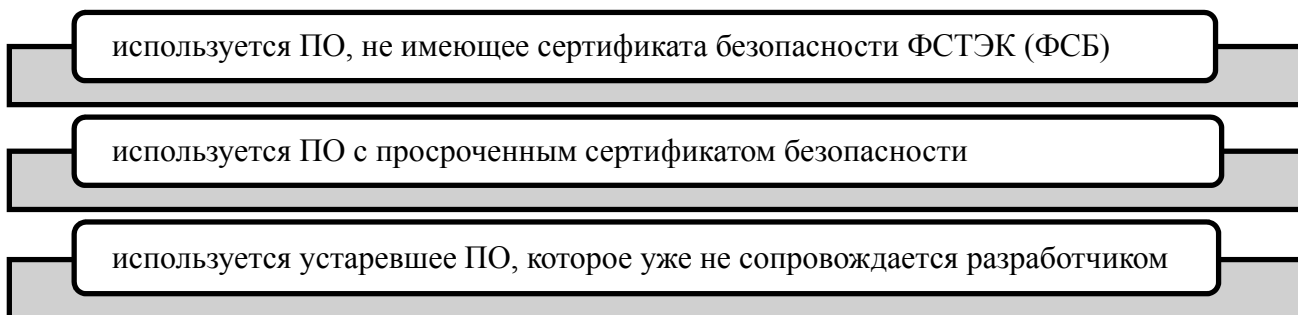 используется ПО, не имеющее сертификата безопасности ФСТЭК (ФСБ)
используется ПО с просроченным сертификатом безопасности
используется устаревшее ПО, которое уже не сопровождается разработчиком